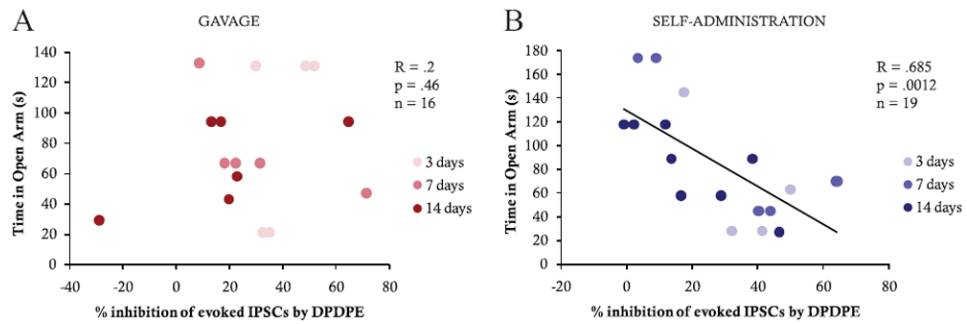 A
GAVAGE
Time in Open Arm (s)
140
120
100
80
60
40
20
0
-40
-20
0
20
40
60
80
% inhibition of evoked IPSCs by DPDPE
R = .2
p = .46
n = 16
3 days
7 days
14 days
B
SELF-ADMINISTRATION
Time in Open Arm (s)
180
160
140
120
100
80
60
40
20
0
-20
0
20
40
60
80
% inhibition of evoked IPSCs by DPDPE
R = .685
p = .0012
n = 19
3 days
7 days
14 days